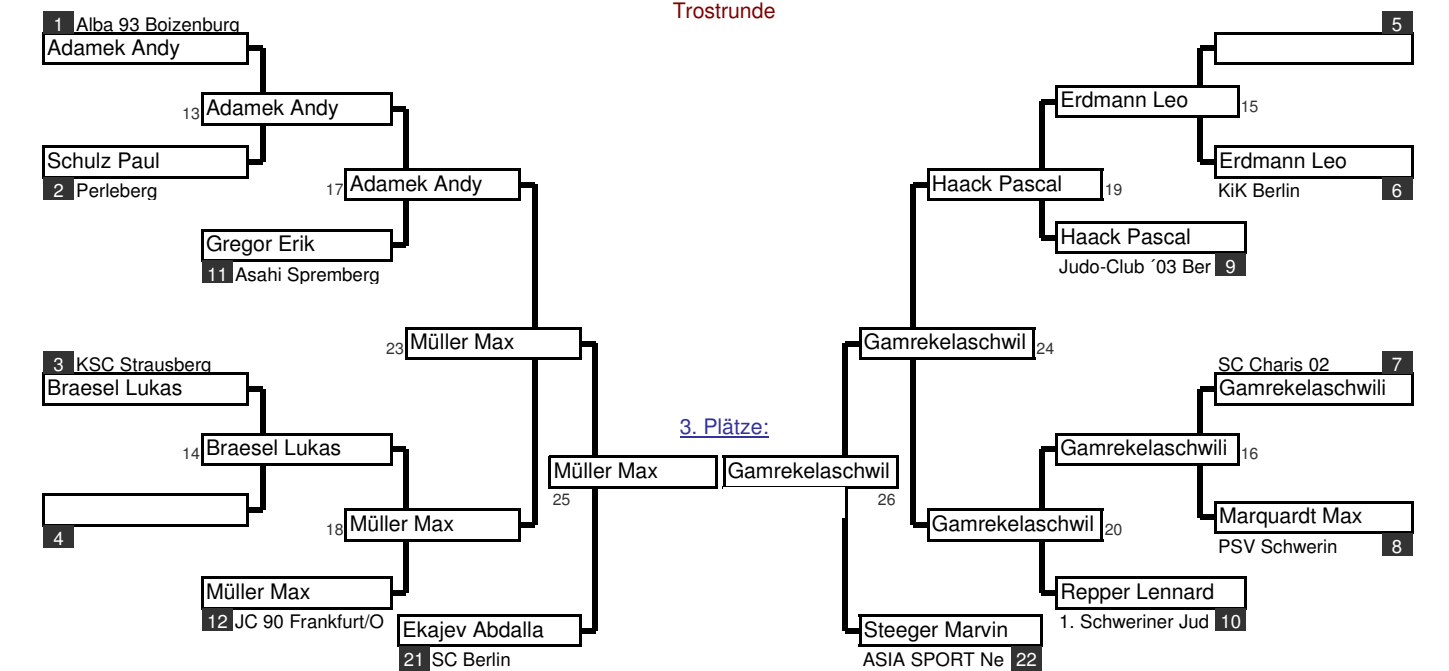 Trostrunde
1 Alba 93 Boizenburg
Adamek Andy
13 Adamek Andy
Schulz Paul
2 Perleberg
17 Adamek Andy
Gregor Erik
11 Asahi Spremberg
23 Müller Max
3 KSC Strausberg
Braesel Lukas
14 Braesel Lukas
4
18 Müller Max
Müller Max
12 JC 90 Frankfurt/O
Ekajev Abdalla
21 SC Berlin
3. Plätze:
Müller Max
25
Gamrekelaschwil
26
5
Erdmann Leo 15
Erdmann Leo
KiK Berlin 6
Haack Pascal 19
Haack Pascal
Judo-Club ´03 Ber 9
Gamrekelaschwil 24
SC Charis 02 7
Gamrekelaschwili
Gamrekelaschwili 16
Marquardt Max
PSV Schwerin 8
Gamrekelaschwil 20
Repper Lennard
1. Schweriner Jud 10
Steeger Marvin
ASIA SPORT Ne 22